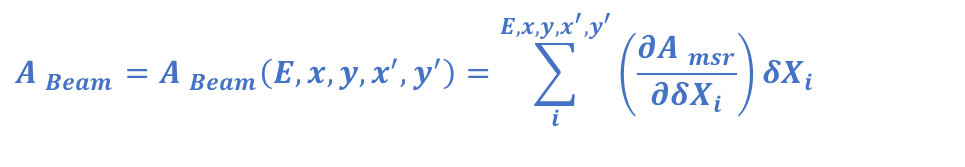 A Beam = A Beam(E, x, y, x′, y′) = ∑_i^{E,x,y,x′,y′} (∂A msr / ∂δX_i) δX_i